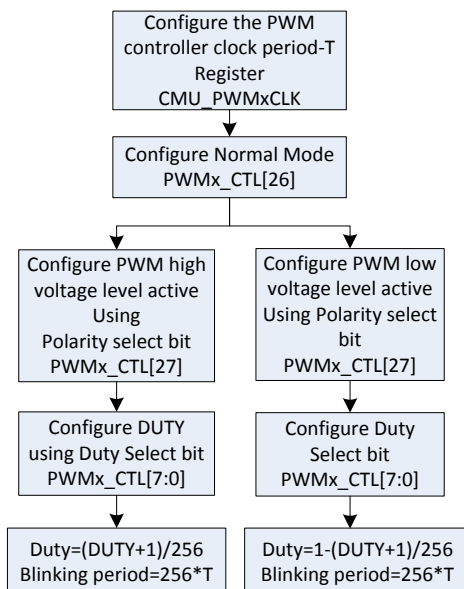 Configure the PWM
controller clock period-T
Register
CMU_PWMxCLK
Configure Normal Mode
PWMx_CTL[26]
Configure PWM high
voltage level active
Using
Polarity select bit
PWMx_CTL[27]
Configure PWM low
voltage level active
Using Polarity select
bit
PWMx_CTL[27]
Configure DUTY
using Duty Select bit
PWMx_CTL[7:0]
Configure Duty
Select bit
PWMx_CTL[7:0]
Duty=(DUTY+1)/256
Blinking period=256*T
Duty=1-(DUTY+1)/256
Blinking period=256*T